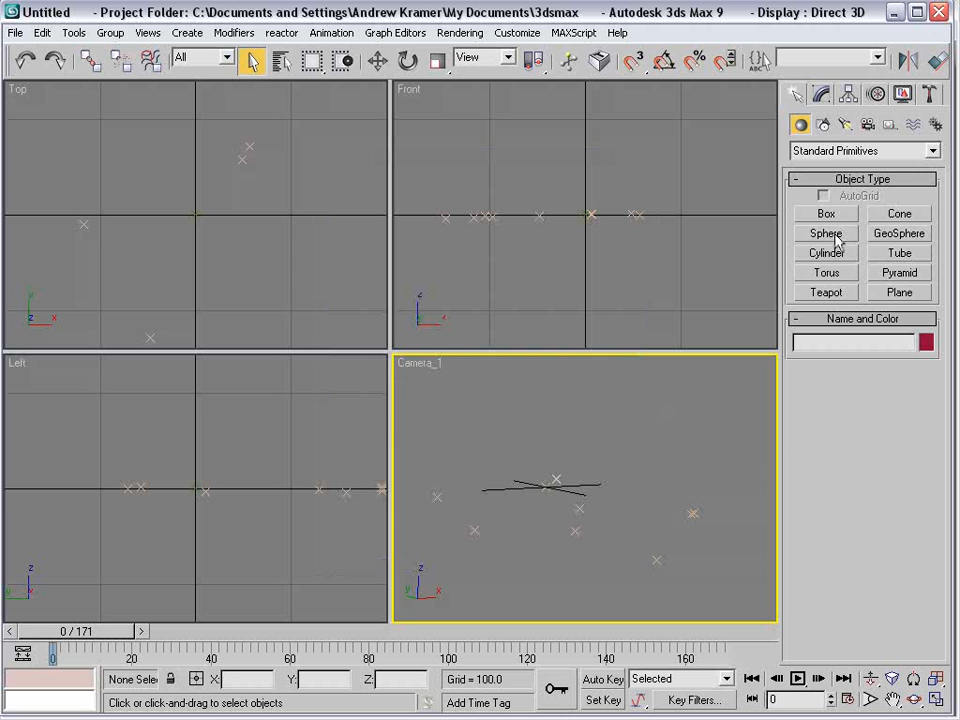 Untitled - Project Folder: C:\Documents and Settings\Andrew Kramer\My Documents\3dsmax - Autodesk 3ds Max 9 - Display : Direct 3D
File Edit Tools Group Views Create Modifiers reactor Animation Graph Editors Rendering Customize MAXScript Help
All View
Top
Front
Standard Primitives
- Object Type
AutoGrid
Box Cone
Sphere GeoSphere
Cylinder Tube
Torus Pyramid
Teapot Plane
- Name and Color
y
z x
z
Left
Camera_1
z
y
z
y x
< 0 / 171 >
0 20 40 60 80 100 120 140 160
None Selec X: Y: Z: Grid = 100.0 Auto Key Selected
Click or click-and-drag to select objects Add Time Tag Set Key Key Filters... 0